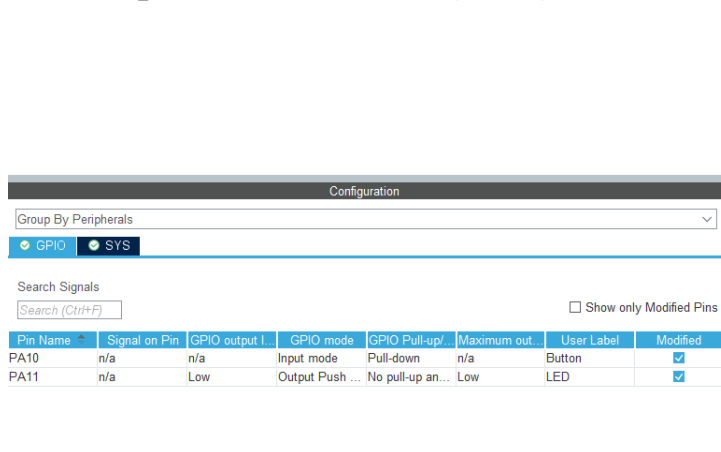 Configuration
Group By Peripherals
GPIO SYS
Search Signals
Search (Ctrl+F) Show only Modified Pins
Pin Name Signal on Pin GPIO output l... GPIO mode GPIO Pull-up/... Maximum out... User Label Modified
PA10 n/a n/a Input mode Pull-down n/a Button
PA11 n/a Low Output Push ... No pull-up an... Low LED